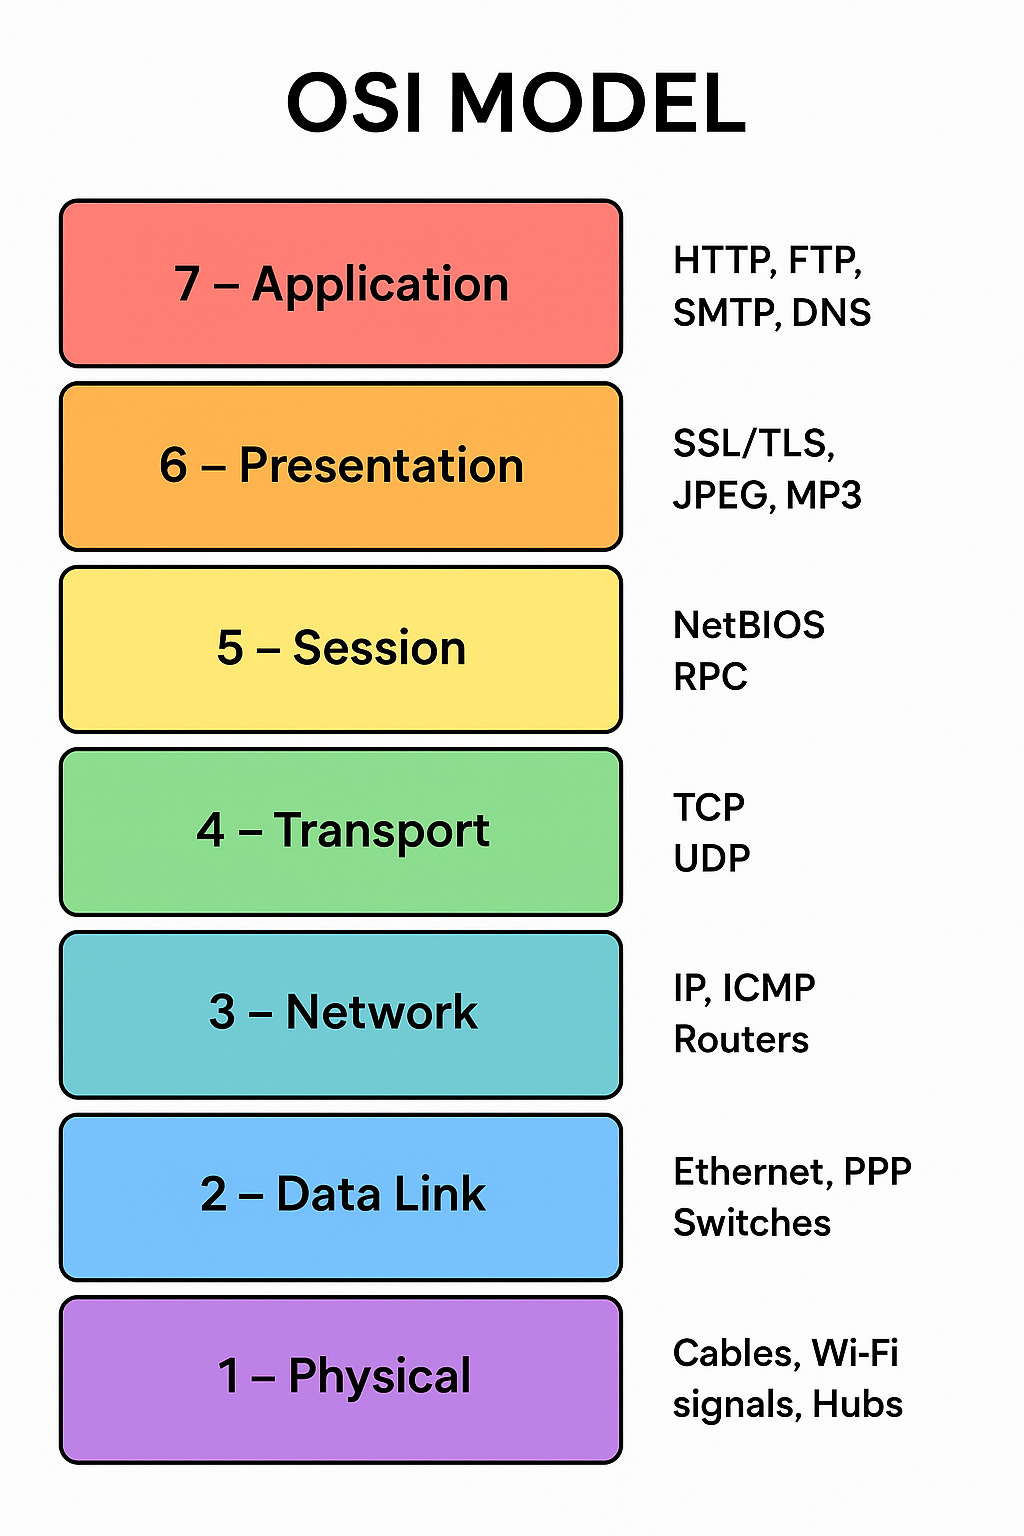 OSI MODEL
7 – Application
HTTP, FTP,
SMTP, DNS
6 – Presentation
SSL/TLS,
JPEG, MP3
5 – Session
NetBIOS
RPC
4 – Transport
TCP
UDP
3 – Network
IP, ICMP
Routers
2 – Data Link
Ethernet, PPP
Switches
1 – Physical
Cables, Wi-Fi
signals, Hubs